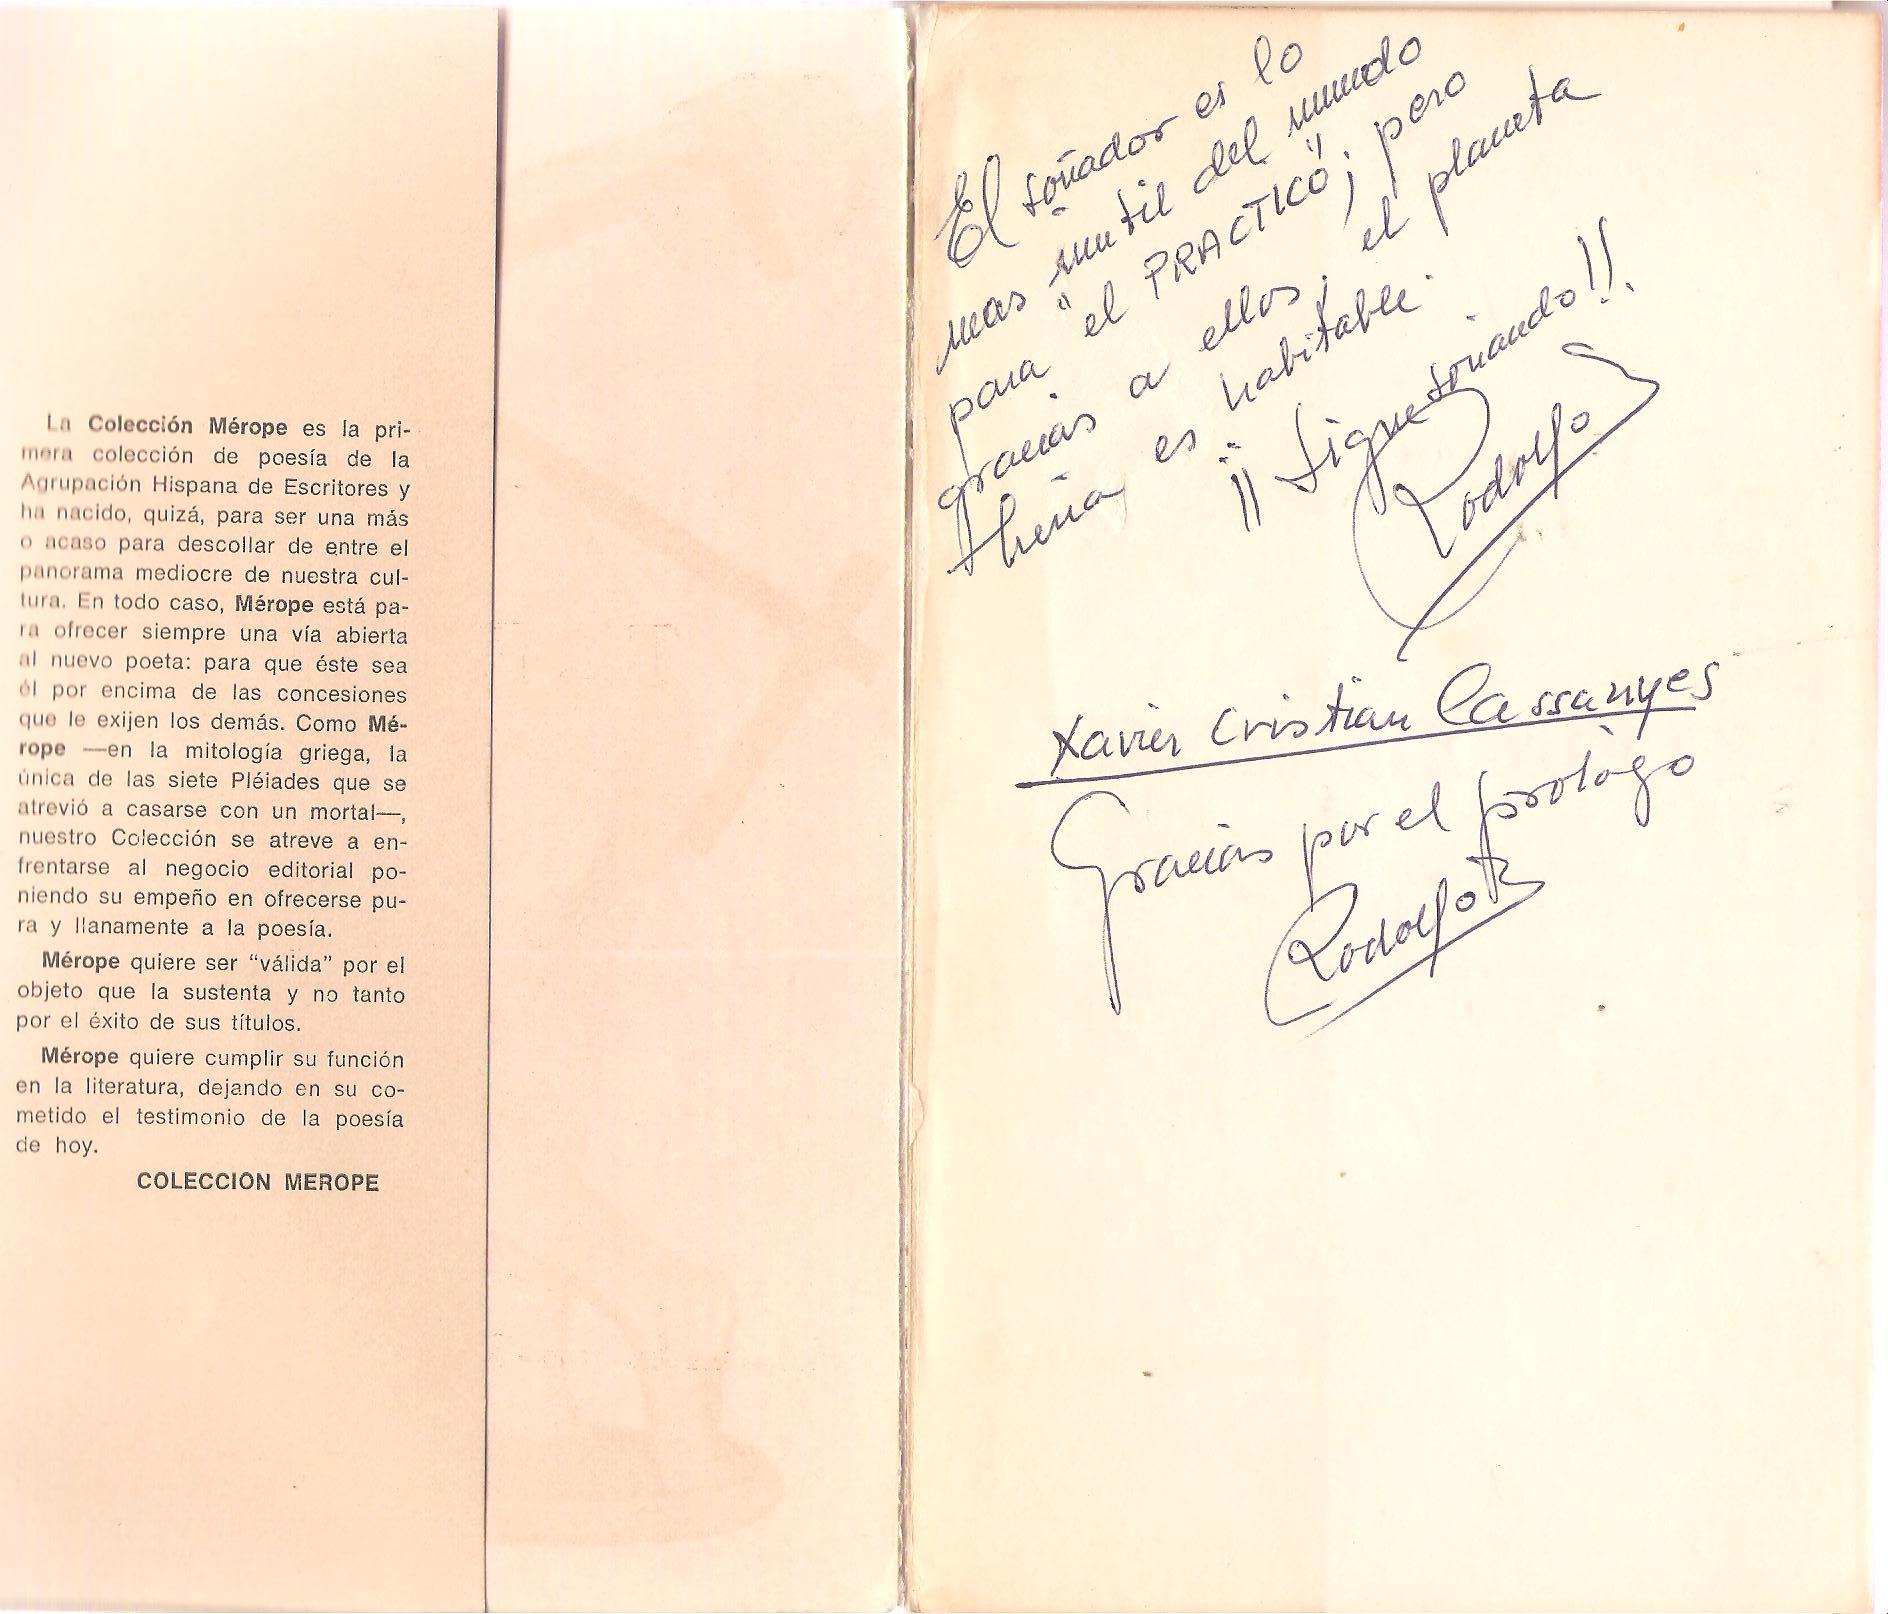 La Colección Mérope es la pri-
mera colección de poesía de la
Agrupación Hispana de Escritores y
ha nacido, quizá, para ser una más
o acaso para descollar de entre el
panorama mediocre de nuestra cul-
tura. En todo caso, Mérope está pa-
ra ofrecer siempre una vía abierta
al nuevo poeta: para que éste sea
él por encima de las concesiones
que le exijen los demás. Como Mé-
rope —en la mitología griega, la
única de las siete Pléiades que se
atrevió a casarse con un mortal—,
nuestro Colección se atreve a en-
frentarse al negocio editorial po-
niendo su empeño en ofrecerse pu-
ra y llanamente a la poesía.
Mérope quiere ser “válida” por el
objeto que la sustenta y no tanto
por el éxito de sus títulos.
Mérope quiere cumplir su función
en la literatura, dejando en su co-
metido el testimonio de la poesía
de hoy.
COLECCION MEROPE
El soñador es lo
mas inutil del mundo
para "el PRACTICO"; pero
gracias a ellos, el planeta
tierra es habitable.
¡¡Sigue soñando!!
Rodolfo
Xavier Cristian Cassanyes
Gracias por el prologo
Rodolfo